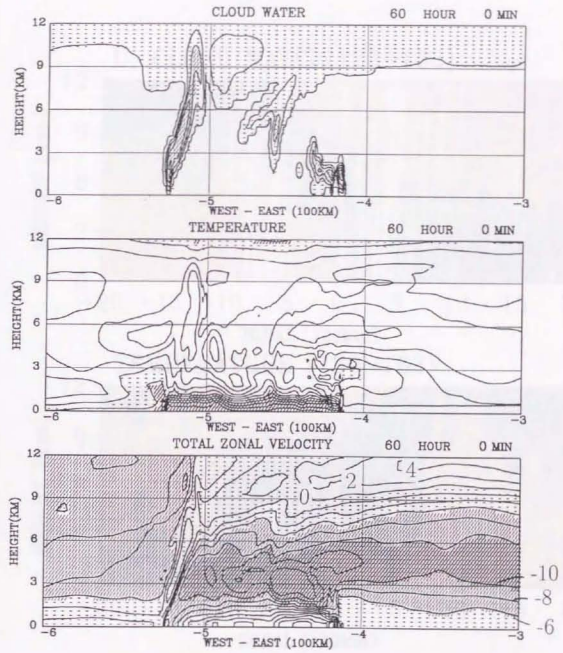 CLOUD WATER 60 HOUR 0 MIN
12
9
6
3
0
HEIGHT(KM)
-6 -5 -4 -3
WEST - EAST (100KM)
TEMPERATURE 60 HOUR 0 MIN
12
9
6
3
0
HEIGHT(KM)
-6 -5 -4 -3
WEST - EAST (100KM)
TOTAL ZONAL VELOCITY 60 HOUR 0 MIN
12
9
6
3
0
HEIGHT(KM)
0 2 4
-10
-8
-6
-6 -5 -4 -3
WEST - EAST (100KM)